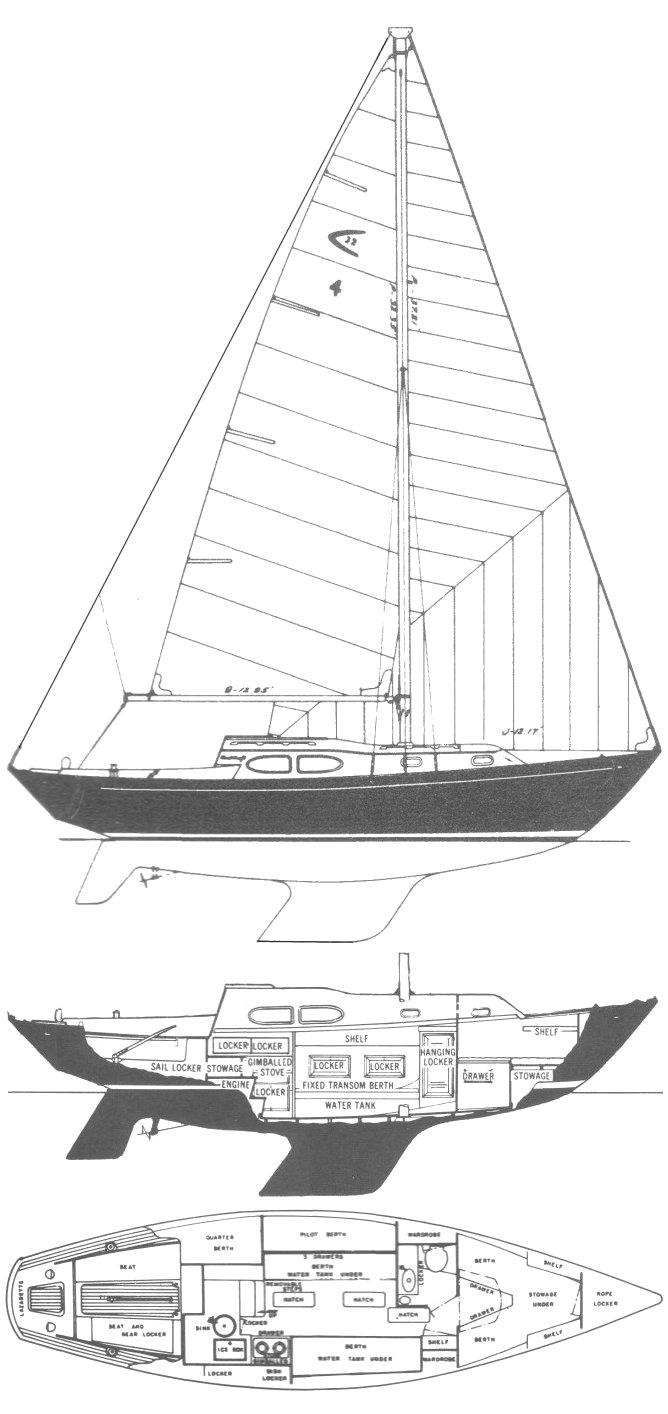 32
4
B-12.85'
J-12.17'
SHELF
SHELF
LOCKER LOCKER
SAIL LOCKER
STOWAGE
GIMBALLED
STOVE
ENGINE
LOCKER
LOCKER
LOCKER
FIXED TRANSOM BERTH
WATER TANK
HANGING
LOCKER
DRAWER
STOWAGE
QUARTER
BERTH
PILOT BERTH
WARDROBE
LAZARETTE
SEAT
SEAT AND
GEAR LOCKER
3 DRAWERS
BERTH
WATER TANK UNDER
REMOVABLE
STEPS
HATCH
HATCH
HATCH
UP
LOCKER
SINK
DRAWER
ICE BOX
GIMBALLED
LOCKER
DISH
LOCKER
BERTH
WATER TANK UNDER
LOCKER
SHELF
WARDROBE
BERTH
DRAWER
DRAWER
BERTH
SHELF
SHELF
STOWAGE
UNDER
ROPE
LOCKER